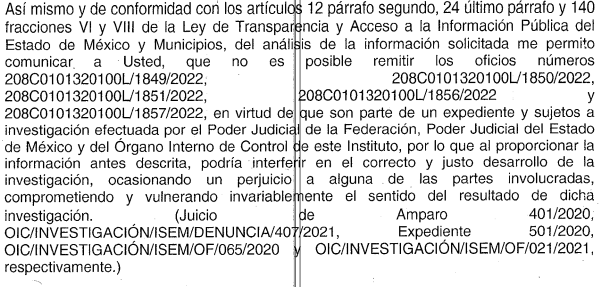 Así mismo y de conformidad con los artículos 12 párrafo segundo, 24 último párrafo y 140
fracciones VI y VIII de la Ley de Transparencia y Acceso a la Información Pública del
Estado de México y Municipios, del análisis de la información solicitada me permito
comunicar a Usted, que no es posible remitir los oficios números
208C0101320100L/1849/2022, 208C0101320100L/1850/2022,
208C0101320100L/1851/2022, 208C0101320100L/1856/2022 y
208C0101320100L/1857/2022, en virtud de que son parte de un expediente y sujetos a
investigación efectuada por el Poder Judicial de la Federación, Poder Judicial del Estado
de México y del Órgano Interno de Control de este Instituto, por lo que al proporcionar la
información antes descrita, podría interferir en el correcto y justo desarrollo de la
investigación, ocasionando un perjuicio a alguna de las partes involucradas,
comprometiendo y vulnerando invariablemente el sentido del resultado de dicha
investigación. (Juicio de Amparo 401/2020,
OIC/INVESTIGACIÓN/ISEM/DENUNCIA/407/2021, Expediente 501/2020,
OIC/INVESTIGACIÓN/ISEM/OF/065/2020 y OIC/INVESTIGACIÓN/ISEM/OF/021/2021,
respectivamente.)